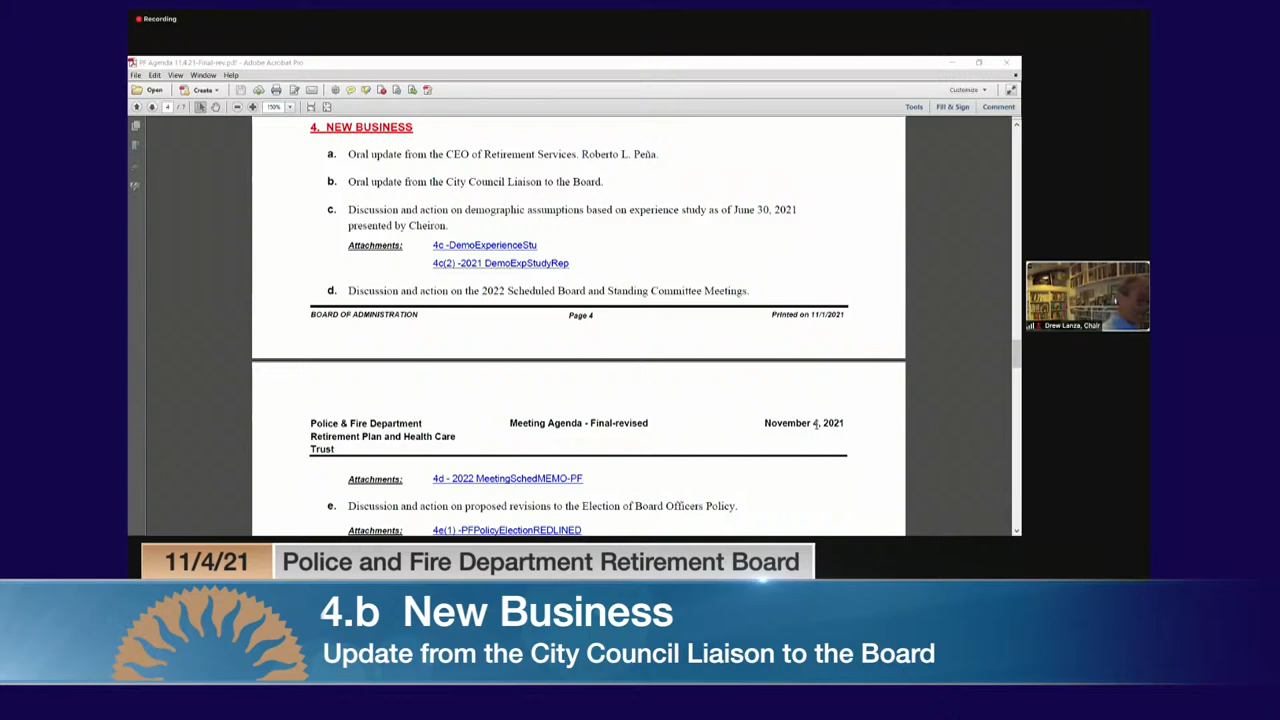 Recording
PF Agenda 11.4.21-Final-rev.pdf - Adobe Acrobat Pro
File Edit View Window Help
Open Create Customize
4 / 7 150% Tools Fill & Sign Comment
4. NEW BUSINESS
a. Oral update from the CEO of Retirement Services. Roberto L. Peña.
b. Oral update from the City Council Liaison to the Board.
c. Discussion and action on demographic assumptions based on experience study as of June 30, 2021
presented by Cheiron.
Attachments: 4c -DemoExperienceStu
4c(2) -2021 DemoExpStudyRep
d. Discussion and action on the 2022 Scheduled Board and Standing Committee Meetings.
BOARD OF ADMINISTRATION Page 4 Printed on 11/1/2021
Drew Lanza, Chair
Police & Fire Department Meeting Agenda - Final-revised November 4, 2021
Retirement Plan and Health Care
Trust
Attachments: 4d - 2022 MeetingSchedMEMO-PF
e. Discussion and action on proposed revisions to the Election of Board Officers Policy.
Attachments: 4e(1) -PFPolicyElectionREDLINED
11/4/21 Police and Fire Department Retirement Board
4.b New Business
Update from the City Council Liaison to the Board